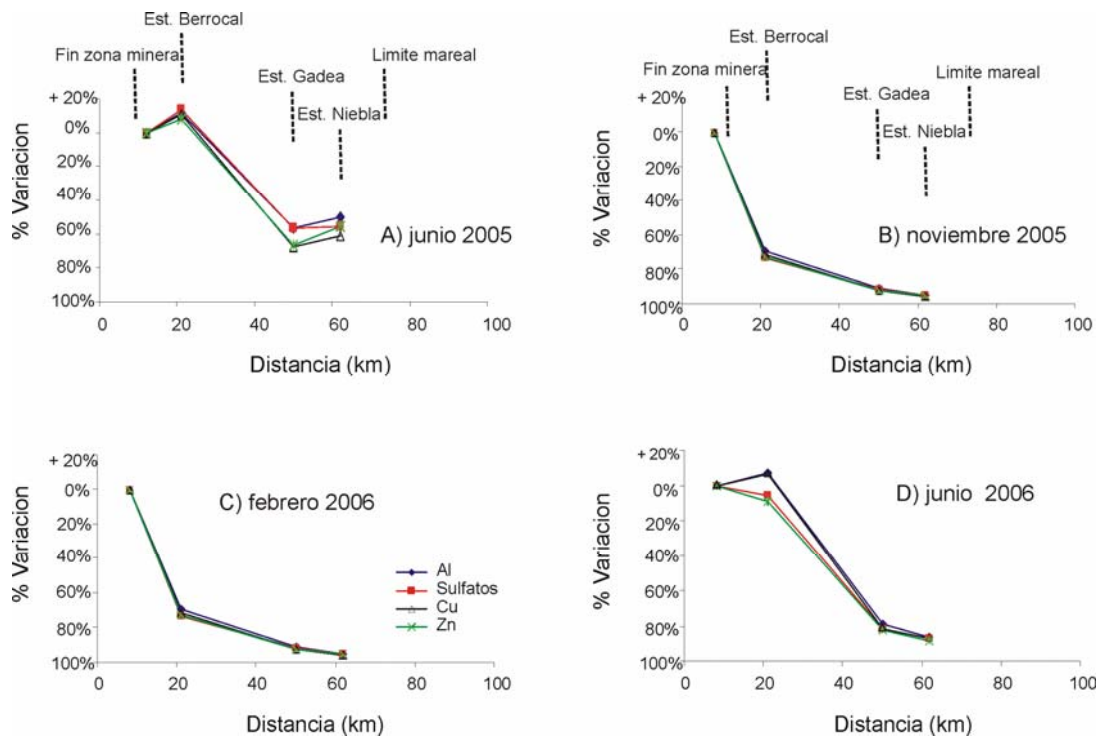 Est. Berrocal
Fin zona minera
Limite mareal
Est. Gadea
Est. Niebla
+ 20%
0%
20%
40%
60%
80%
100%
% Variacion
A) junio 2005
0
20
40
60
80
100
Distancia (km)
Est. Berrocal
Fin zona minera
Limite mareal
Est. Gadea
Est. Niebla
+ 20%
0%
20%
40%
60%
80%
100%
% Variacion
B) noviembre 2005
0
20
40
60
80
100
Distancia (km)
+ 20%
0%
20%
40%
60%
80%
100%
% Variacion
C) febrero 2006
Al
Sulfatos
Cu
Zn
0
20
40
60
80
100
Distancia (km)
+ 20%
0%
20%
40%
60%
80%
100%
% Variacion
D) junio 2006
0
20
40
60
80
100
Distancia (km)